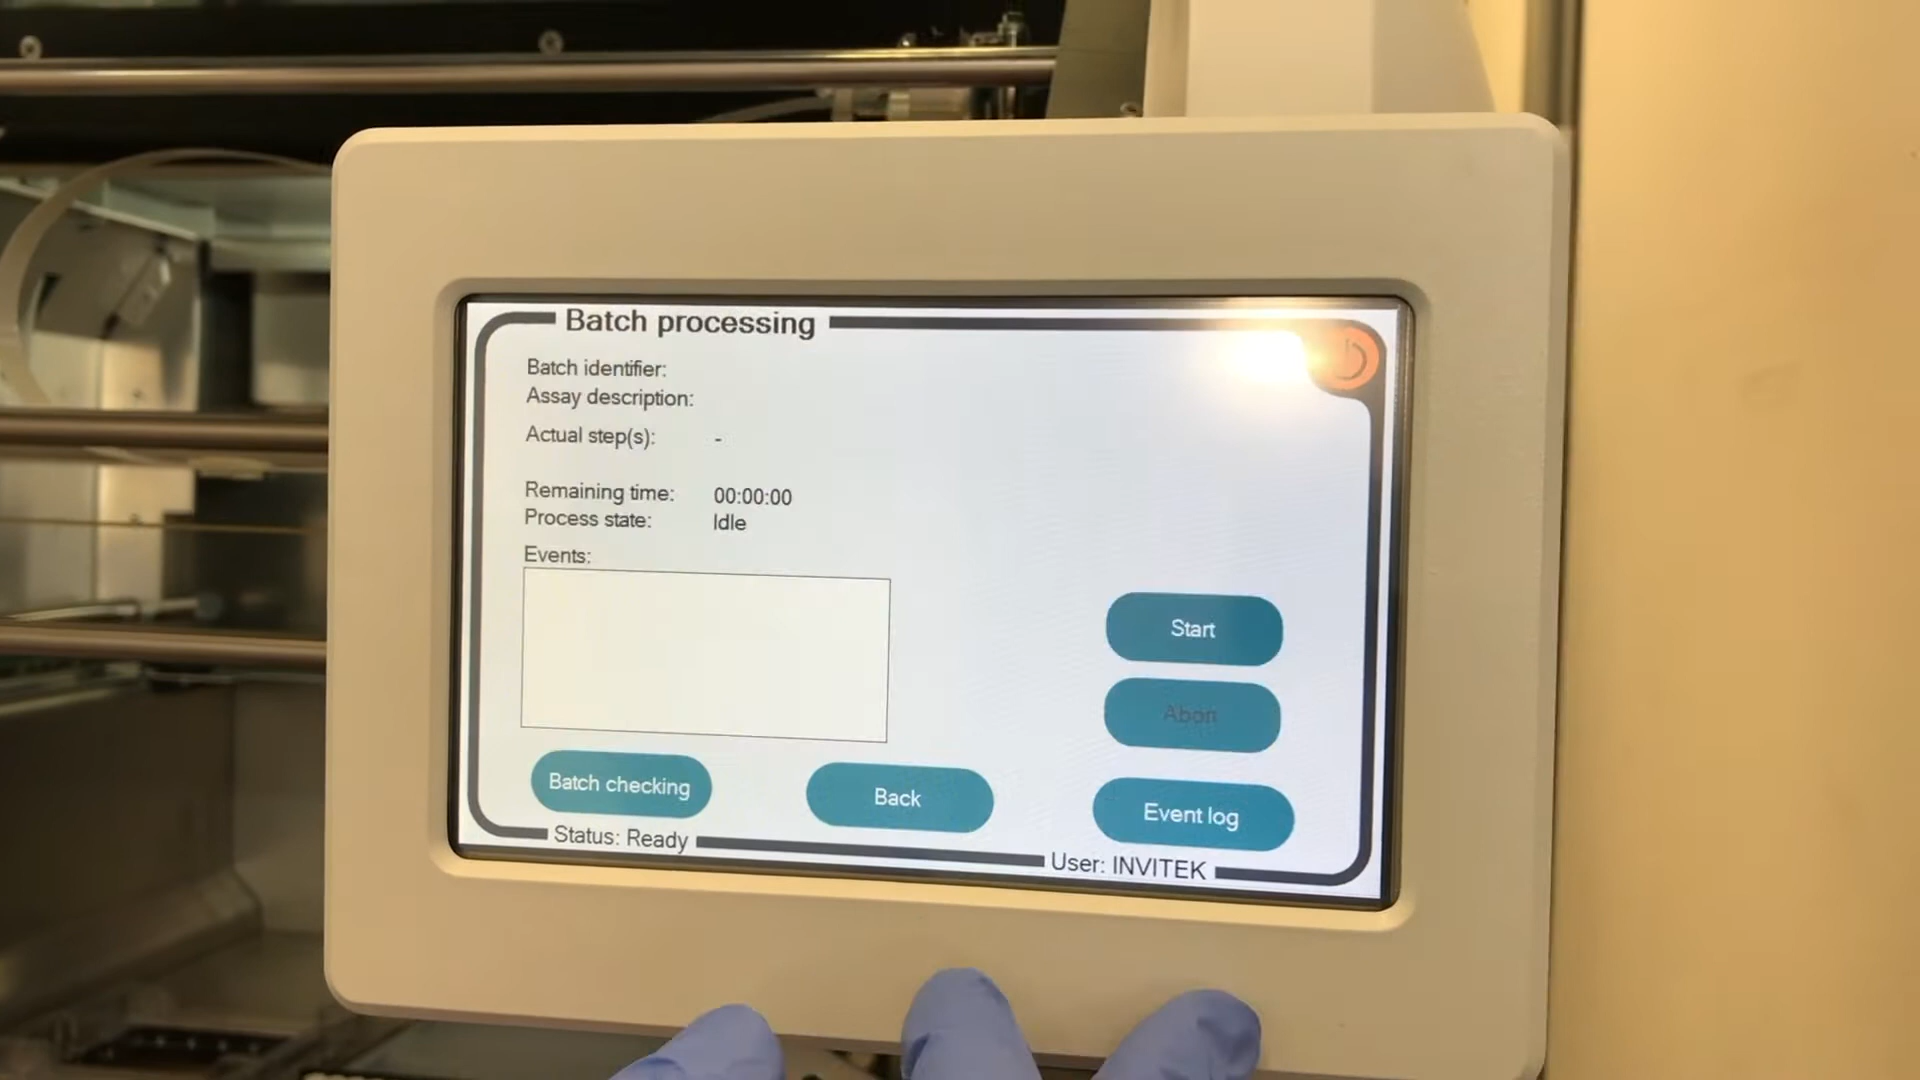 Batch processing
Batch identifier:
Assay description:
Actual step(s): -
Remaining time: 00:00:00
Process state: Idle
Events:
Start
Abort
Batch checking
Back
Event log
Status: Ready
User: INVITEK